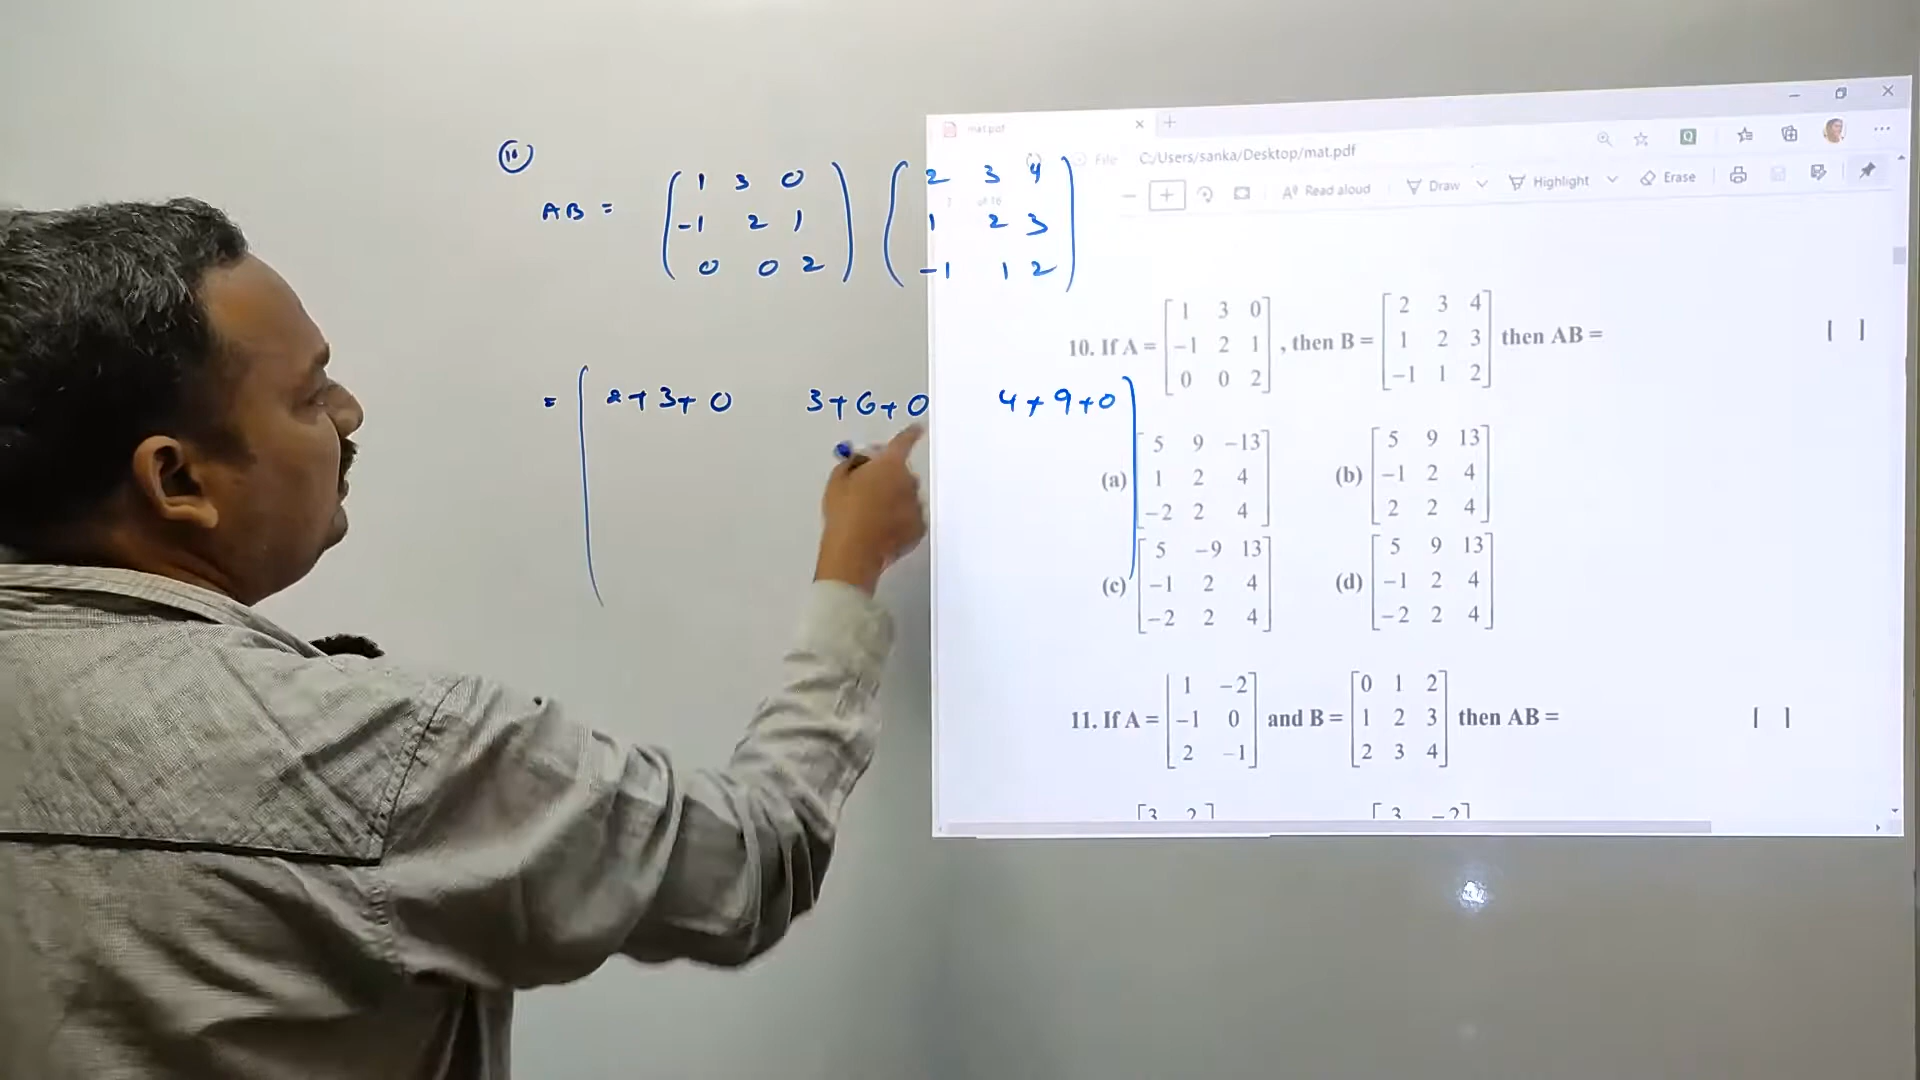 10
AB = ( 1 3 0 ) ( 2 3 4 )
-1 2 1 1 2 3
0 0 2 -1 1 2
= ( 2+3+0 3+6+0 4+9+0 )
mat.pdf
File C:/Users/sanka/Desktop/mat.pdf
of 16
Read aloud Draw Highlight Erase
10. If A = [ 1 3 0 ] , then B = [ 2 3 4 ] then AB = [ ]
-1 2 1 1 2 3
0 0 2 -1 1 2
(a) [ 5 9 -13 ] (b) [ 5 9 13 ]
1 2 4 -1 2 4
-2 2 4 2 2 4
(c) [ 5 -9 13 ] (d) [ 5 9 13 ]
-1 2 4 -1 2 4
-2 2 4 -2 2 4
11. If A = [ 1 -2 ] and B = [ 0 1 2 ] then AB = [ ]
-1 0 1 2 3
2 -1 2 3 4